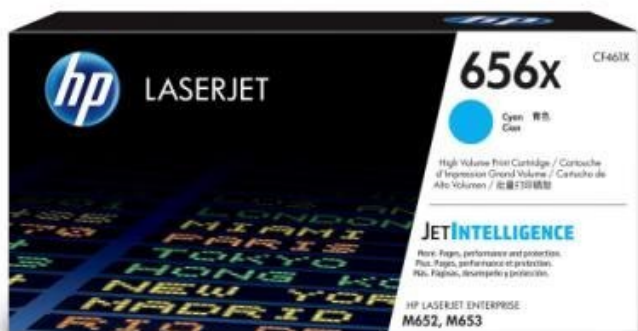 hp
LASERJET
656x
CF461X
Cyan 青色
Cian
High Volume Print Cartridge / Cartouche
d'Impression Grand Volume / Cartucho de
Alto Volumen /
JETINTELLIGENCE
More. Pages, performance and protection.
Plus. Pages, performance et protection.
Más. Páginas, desempeño y protección.
HP LASERJET ENTERPRISE
M652, M653
LONDON
MIAMI
PARIS
TOKYO
HONG KON
NEW YOR
MADRID